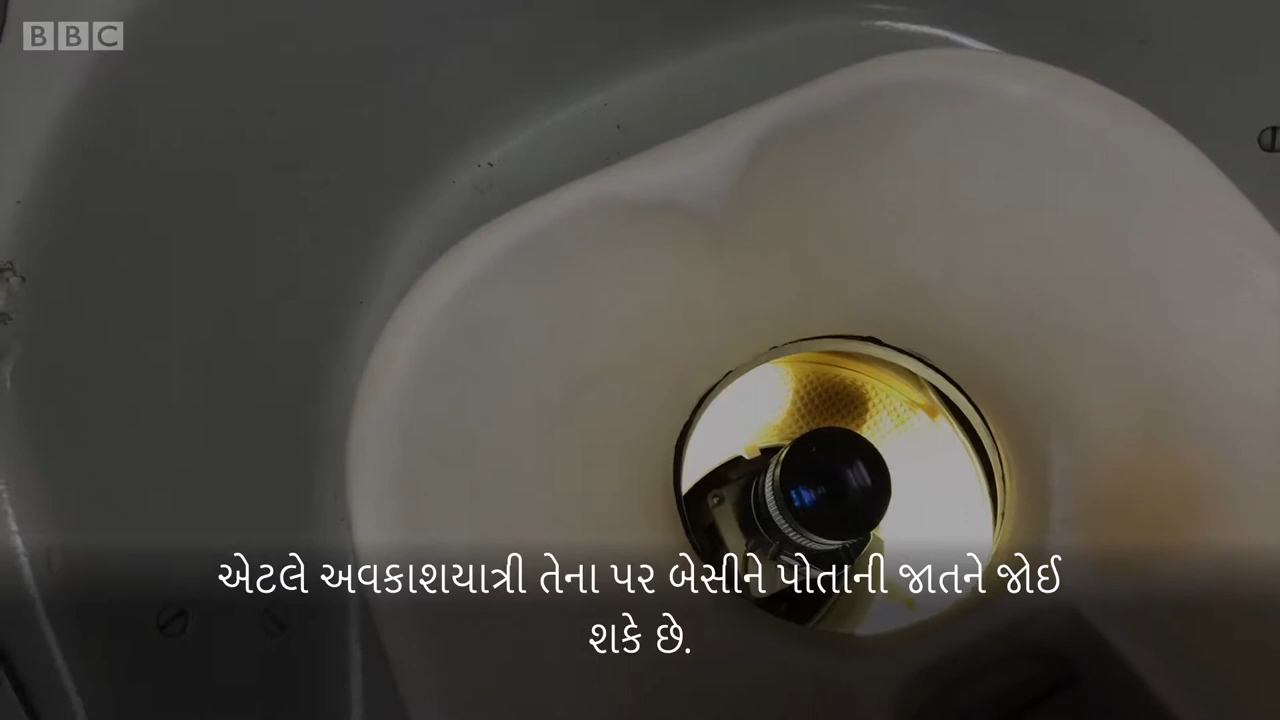 BBC
એટલે અવકાશયાત્રી તેના પર બેસીને પોતાની જાતને જોઈ
શકે છે.